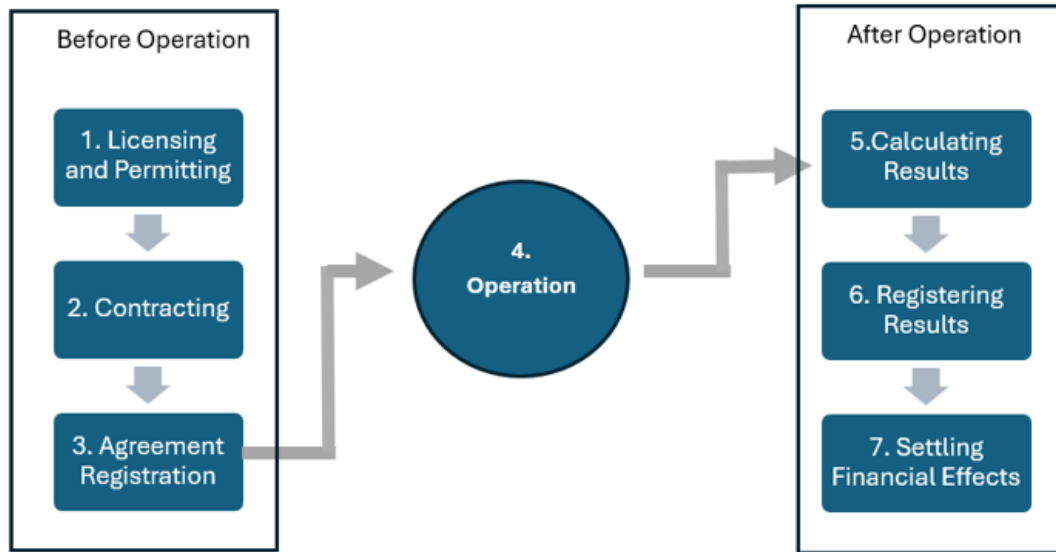 Before Operation
1. Licensing
and Permitting
2. Contracting
3. Agreement
Registration
4.
Operation
After Operation
5.Calculating
Results
6. Registering
Results
7. Settling
Financial Effects